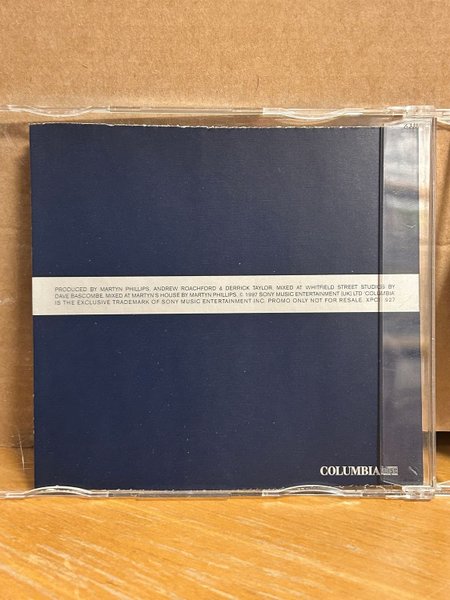 PRODUCED BY MARTYN PHILLIPS, ANDREW ROACHFORD & DERRICK TAYLOR. MIXED AT WHITFIELD STREET STUDIOS BY
DAVE BASCOMBE. MIXED AT MARTYN'S HOUSE BY MARTYN PHILLIPS. © 1997 SONY MUSIC ENTERTAINMENT (UK) LTD 'COLUMBIA'
IS THE EXCLUSIVE TRADEMARK OF SONY MUSIC ENTERTAINMENT INC. PROMO ONLY NOT FOR RESALE. XPCD 927
COLUMBIA